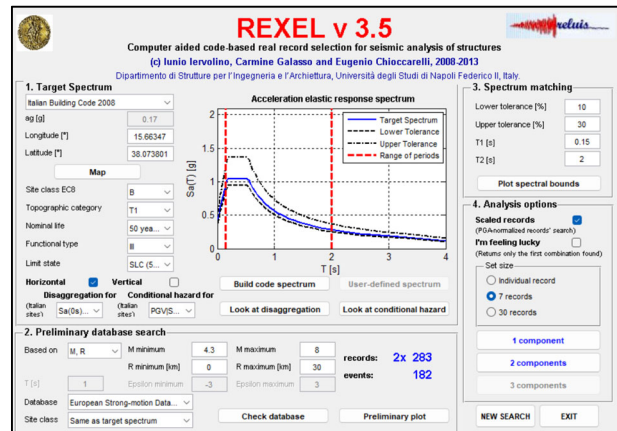 REXEL v 3.5
reluis
Computer aided code-based real record selection for seismic analysis of structures
(c) Iunio Iervolino, Carmine Galasso and Eugenio Chioccarelli, 2008-2013
Dipartimento di Strutture per l'Ingegneria e l'Archiettura, Universitá degli Studi di Napoli Federico II, Italy.
1. Target Spectrum
Italian Building Code 2008
ag [g] 0.17
Longitude [°] 15.66347
Latitude [°] 38.073801
Map
Site class EC8 B
Topographic category T1
Nominal life 50 yea...
Functional type III
Limit state SLC (5...
Horizontal Vertical
Disaggregation for Conditional hazard for
(Italian sites) Sa(0s)... (Italian sites) PGV|S...
Acceleration elastic response spectrum
Target Spectrum
Lower Tolerance
Upper Tolerance
Range of periods
Sa(T) [g]
2
1.5
1
0.5
0
0 1 2 3 4
T [s]
Build code spectrum User-defined spectrum
Look at disaggregation Look at conditional hazard
2. Preliminary database search
Based on M, R M minimum 4.3 M maximum 8
R minimum [km] 0 R maximum [km] 30
T [s] 1 Epsilon minimum -3 Epsilon maximum 3
records: 2x 283
events: 182
Database European Strong-motion Data...
Site class Same as target spectrum Check database Preliminary plot
3. Spectrum matching
Lower tolerance [%] 10
Upper tolerance [%] 30
T1 [s] 0.15
T2 [s] 2
Plot spectral bounds
4. Analysis options
Scaled records
(PGA-normalized records' search)
I'm feeling lucky
(Returns only the first combination found)
Set size
Individual record
7 records
30 records
1 component
2 components
3 components
NEW SEARCH EXIT